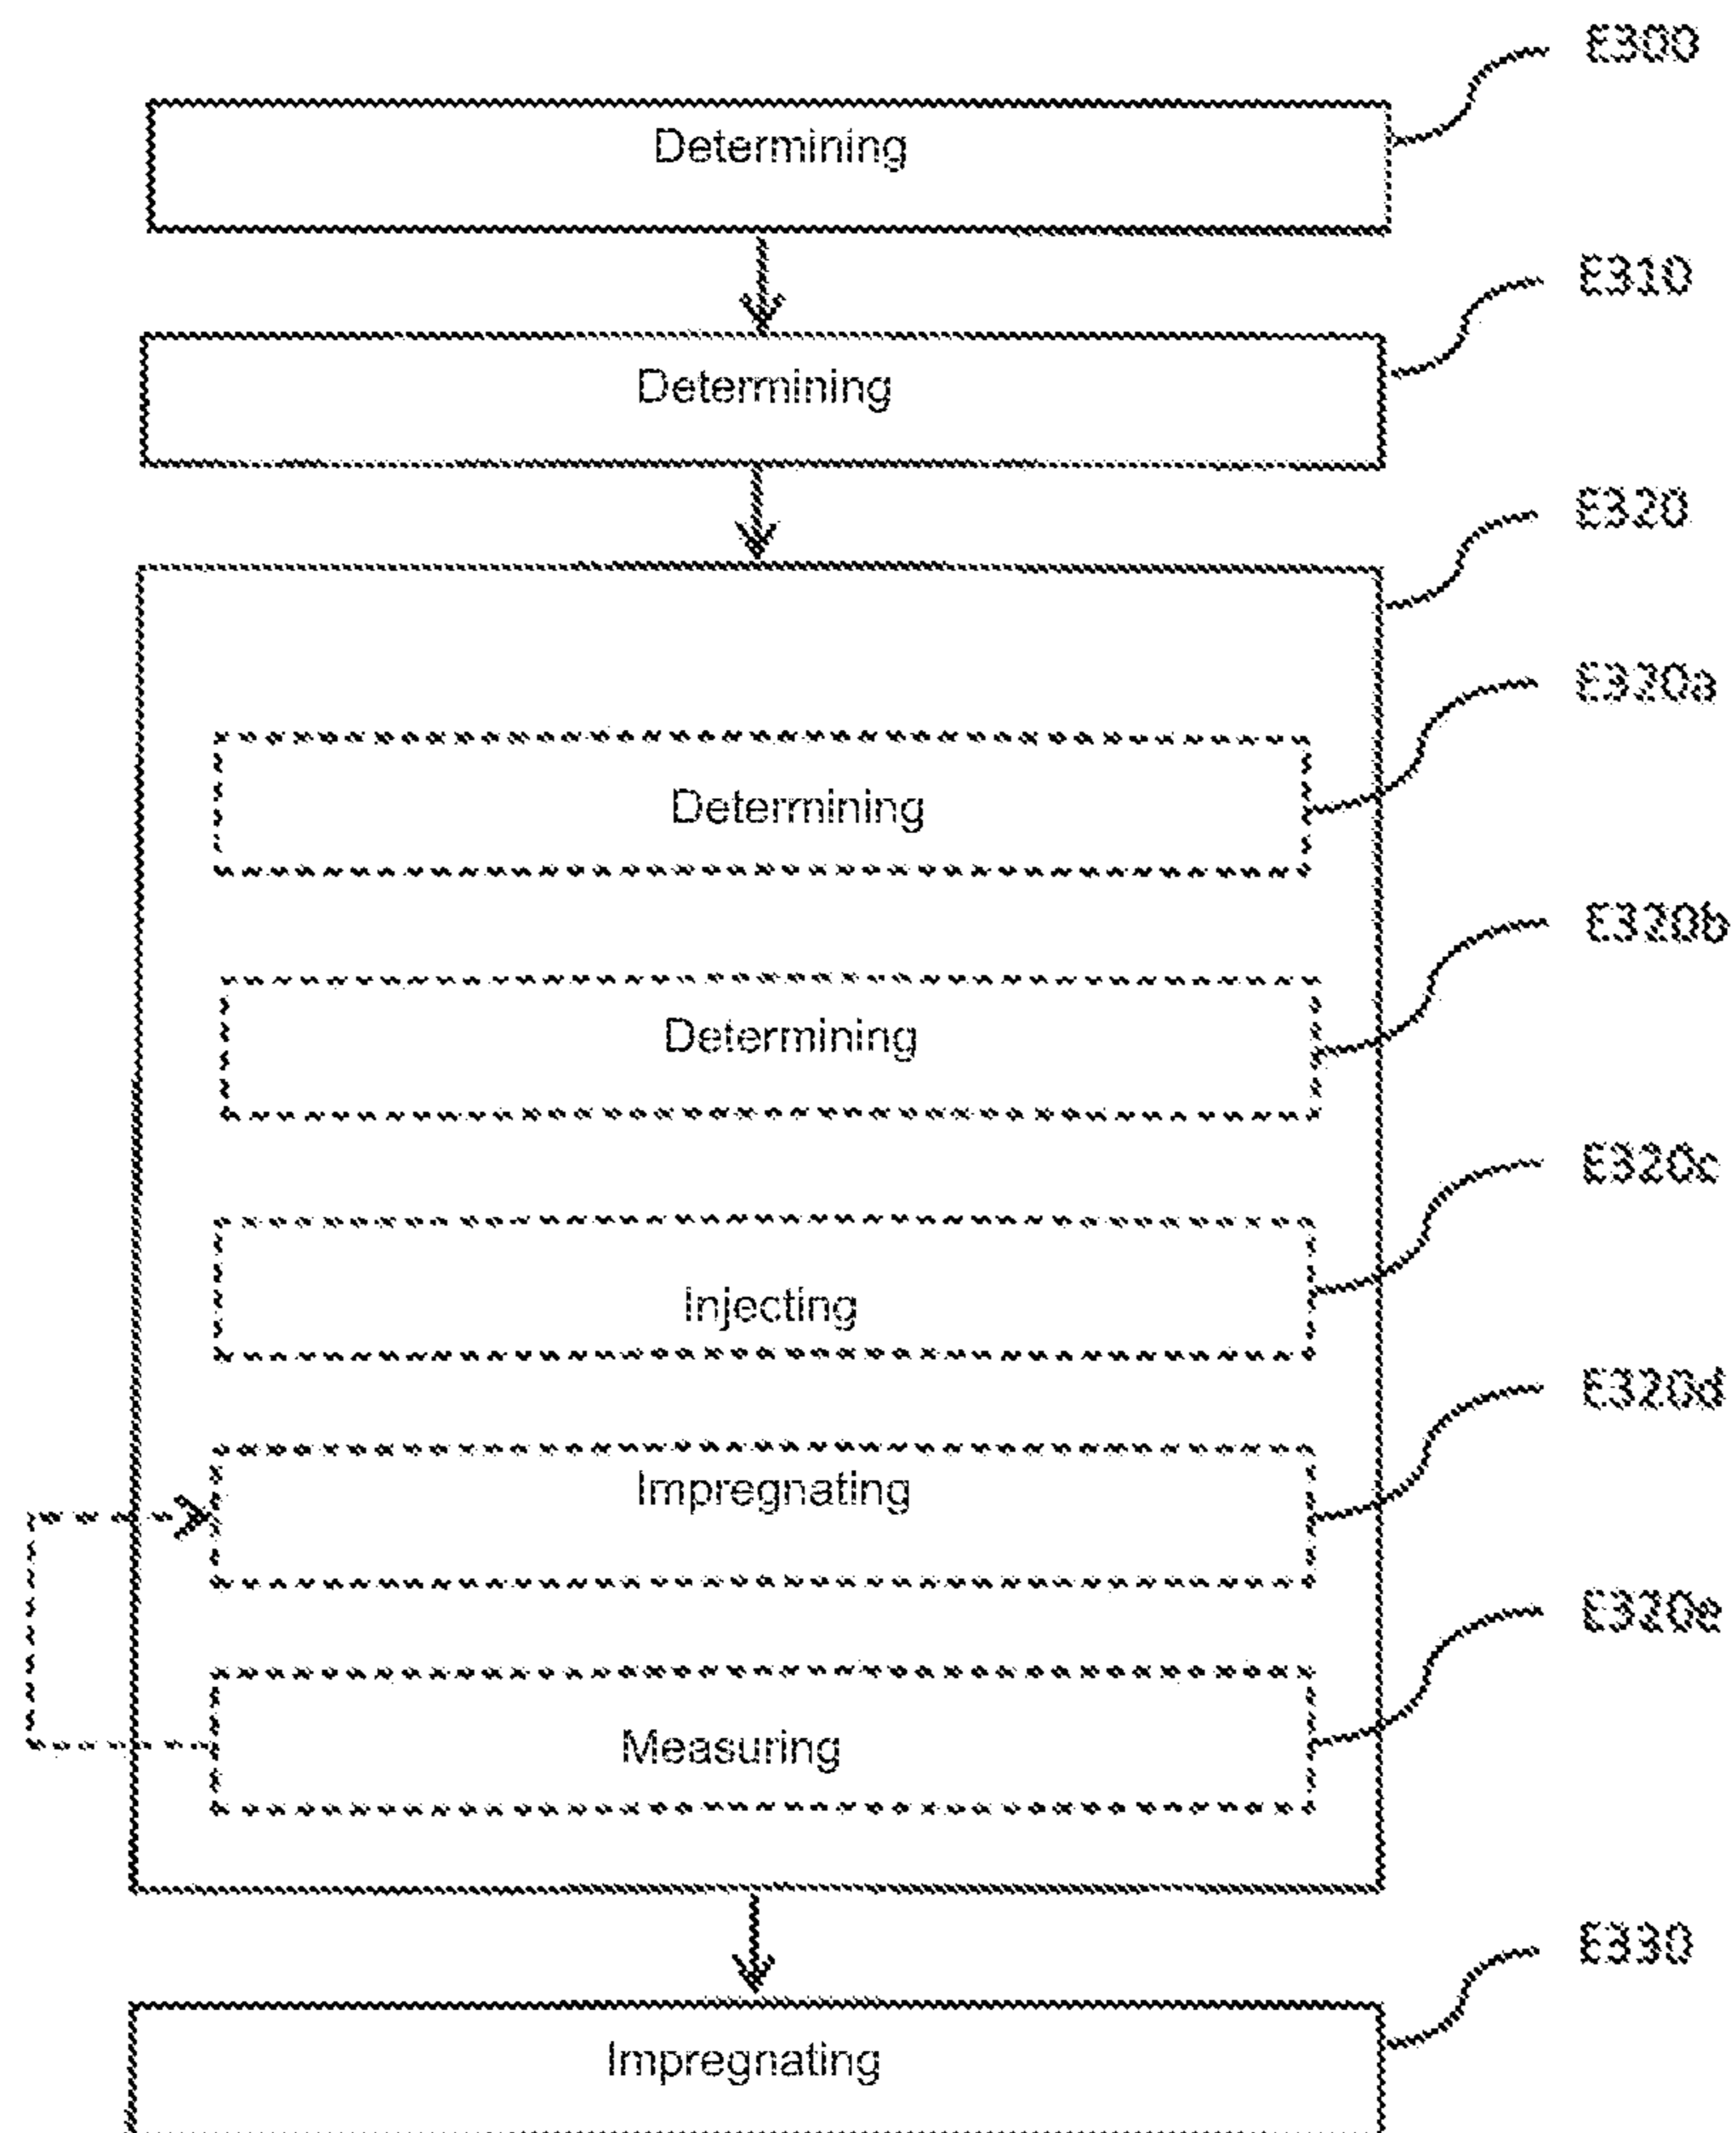 E300
Determining
E310
Determining
E320
E320a
Determining
E320b
Determining
E320c
Injecting
E320d
Impregnating
E320e
Measuring
E330
Impregnating